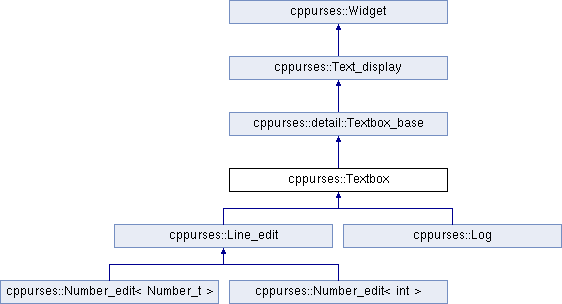 cppurses::Widget
cppurses::Text_display
cppurses::detail::Textbox_base
cppurses::Textbox
cppurses::Line_edit
cppurses::Log
cppurses::Number_edit< Number_t >
cppurses::Number_edit< int >